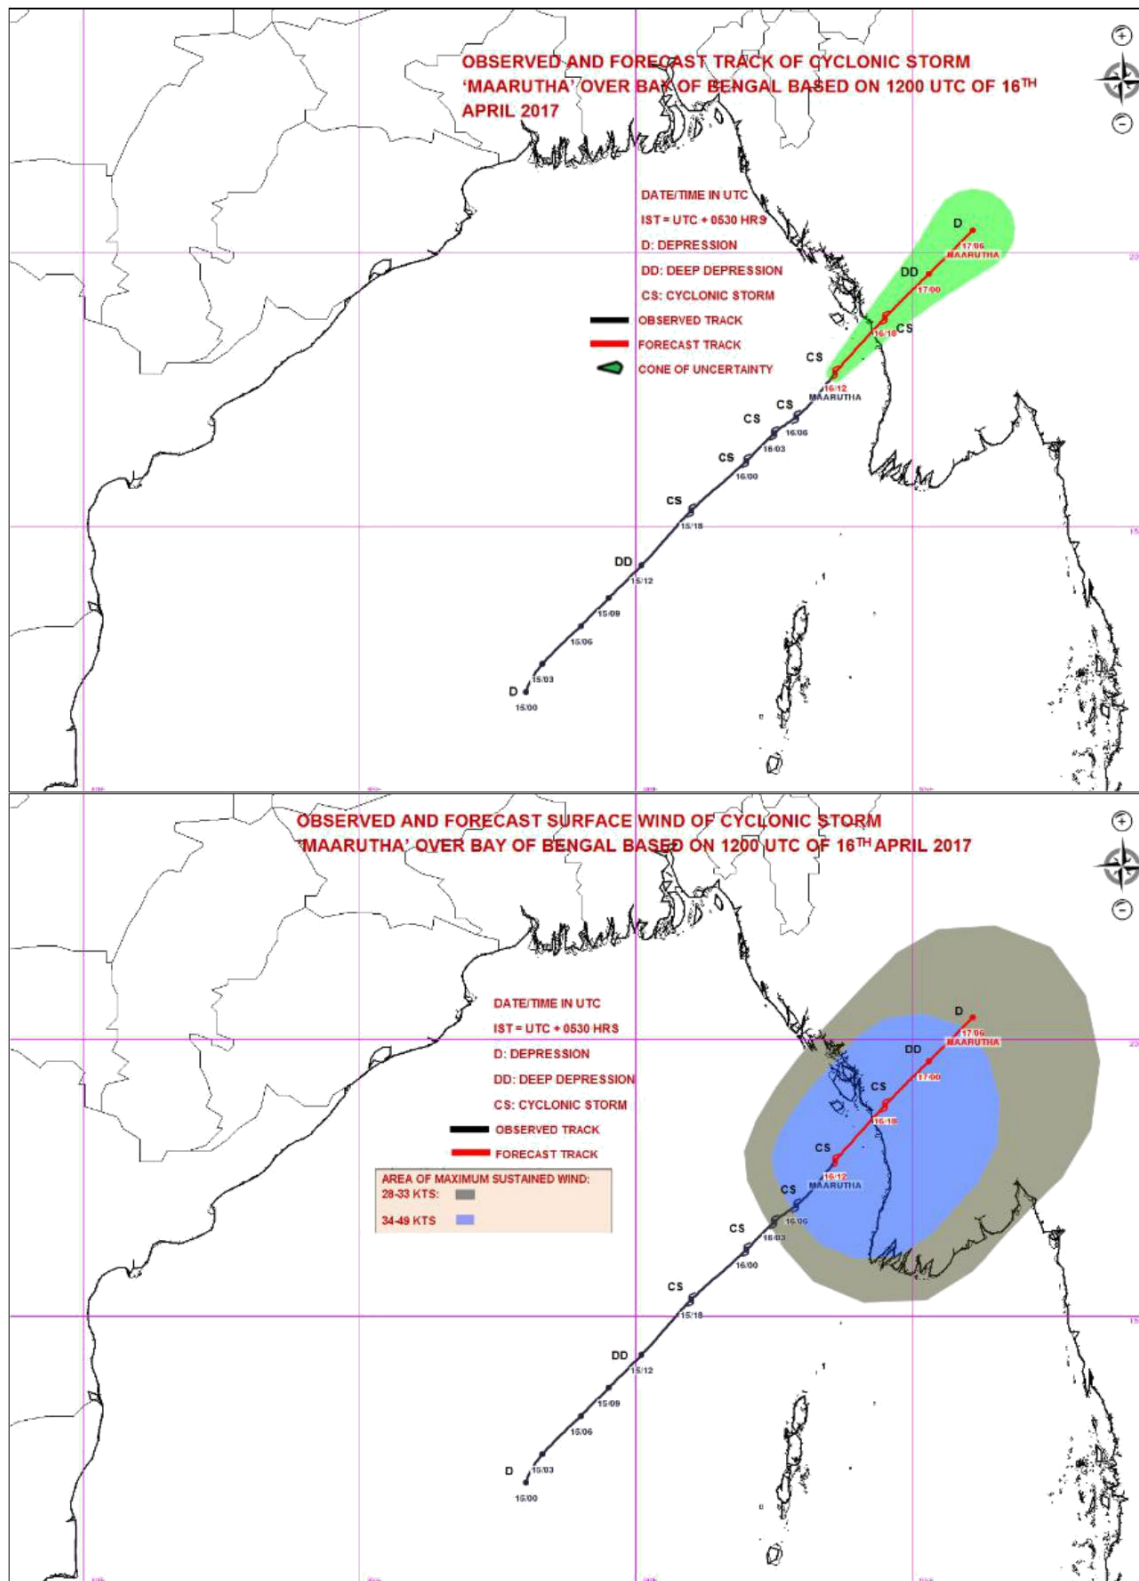 OBSERVED AND FORECAST TRACK OF CYCLONIC STORM
‘MAARUTHA’ OVER BAY OF BENGAL BASED ON 1200 UTC OF 16TH
APRIL 2017
DATE/TIME IN UTC
IST = UTC + 0530 HRS
D: DEPRESSION
DD: DEEP DEPRESSION
CS: CYCLONIC STORM
OBSERVED TRACK
FORECAST TRACK
CONE OF UNCERTAINTY
D
17/06
MAARUTHA
DD
17/00
CS
16/18
CS
16/12
MAARUTHA
CS
16/06
CS
16/03
CS
16/00
CS
15/18
DD
15/12
15/09
15/06
15/03
D
15/00
OBSERVED AND FORECAST SURFACE WIND OF CYCLONIC STORM
‘MAARUTHA’ OVER BAY OF BENGAL BASED ON 1200 UTC OF 16TH APRIL 2017
DATE/TIME IN UTC
IST = UTC + 0530 HRS
D: DEPRESSION
DD: DEEP DEPRESSION
CS: CYCLONIC STORM
OBSERVED TRACK
FORECAST TRACK
AREA OF MAXIMUM SUSTAINED WIND:
28-33 KTS:
34-49 KTS
D
17/06
MAARUTHA
DD
17/00
CS
16/18
CS
16/12
MAARUTHA
CS
16/06
16/03
CS
16/00
CS
15/18
DD
15/12
15/09
15/06
15/03
D
15/00